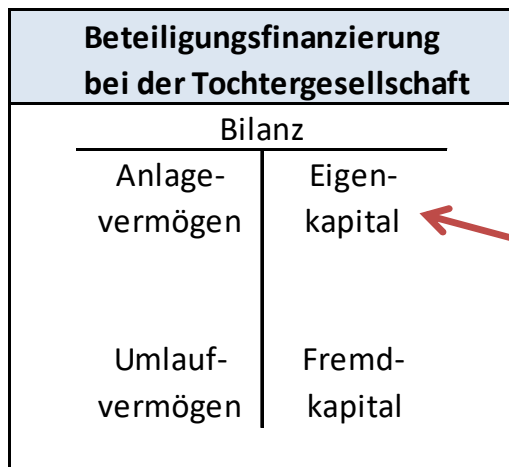 Beteiligungsfinanzierung
bei der Tochtergesellschaft
Bilanz
Anlage-
vermögen
Eigen-
kapital
Umlauf-
vermögen
Fremd-
kapital